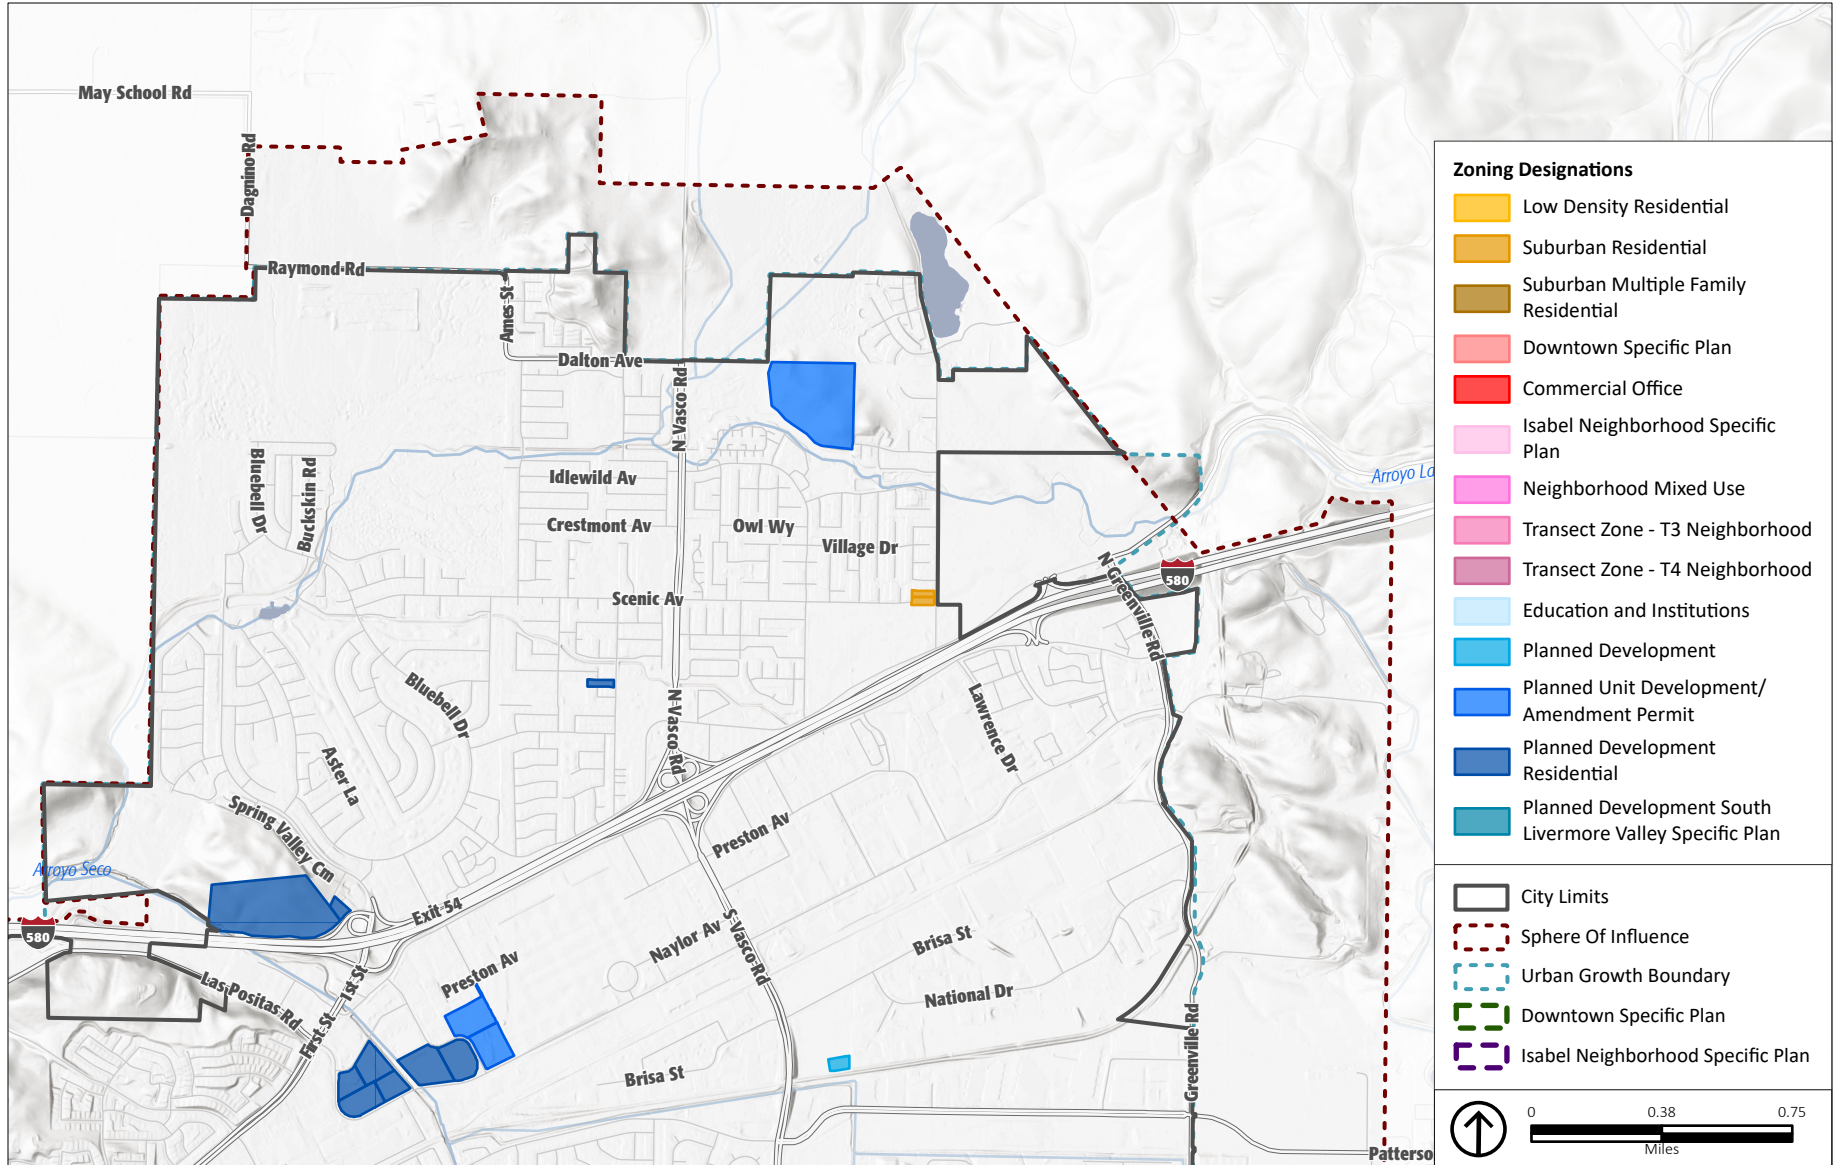 May School Rd
Dagnino Rd
Raymond Rd
Ames St
Dalton Ave
N Vasco Rd
Bluebell Dr
Buckskin Rd
Idlewild Av
Crestmont Av
Owl Wy
Village Dr
Scenic Av
Arroyo La
580
N Greenville Rd
Bluebell Dr
Aster La
N Vasco Rd
Lawrence Dr
Spring Valley Cm
Preston Av
Arroyo Seco
Exit 54
580
Naylor Av
S Vasco Rd
Brisa St
Preston Av
Las Positas Rd
1st St
First St
National Dr
Brisa St
Greenville Rd
Patterso
Zoning Designations
Low Density Residential
Suburban Residential
Suburban Multiple Family
Residential
Downtown Specific Plan
Commercial Office
Isabel Neighborhood Specific
Plan
Neighborhood Mixed Use
Transect Zone - T3 Neighborhood
Transect Zone - T4 Neighborhood
Education and Institutions
Planned Development
Planned Unit Development/
Amendment Permit
Planned Development
Residential
Planned Development South
Livermore Valley Specific Plan
City Limits
Sphere Of Influence
Urban Growth Boundary
Downtown Specific Plan
Isabel Neighborhood Specific Plan
0 0.38 0.75
Miles